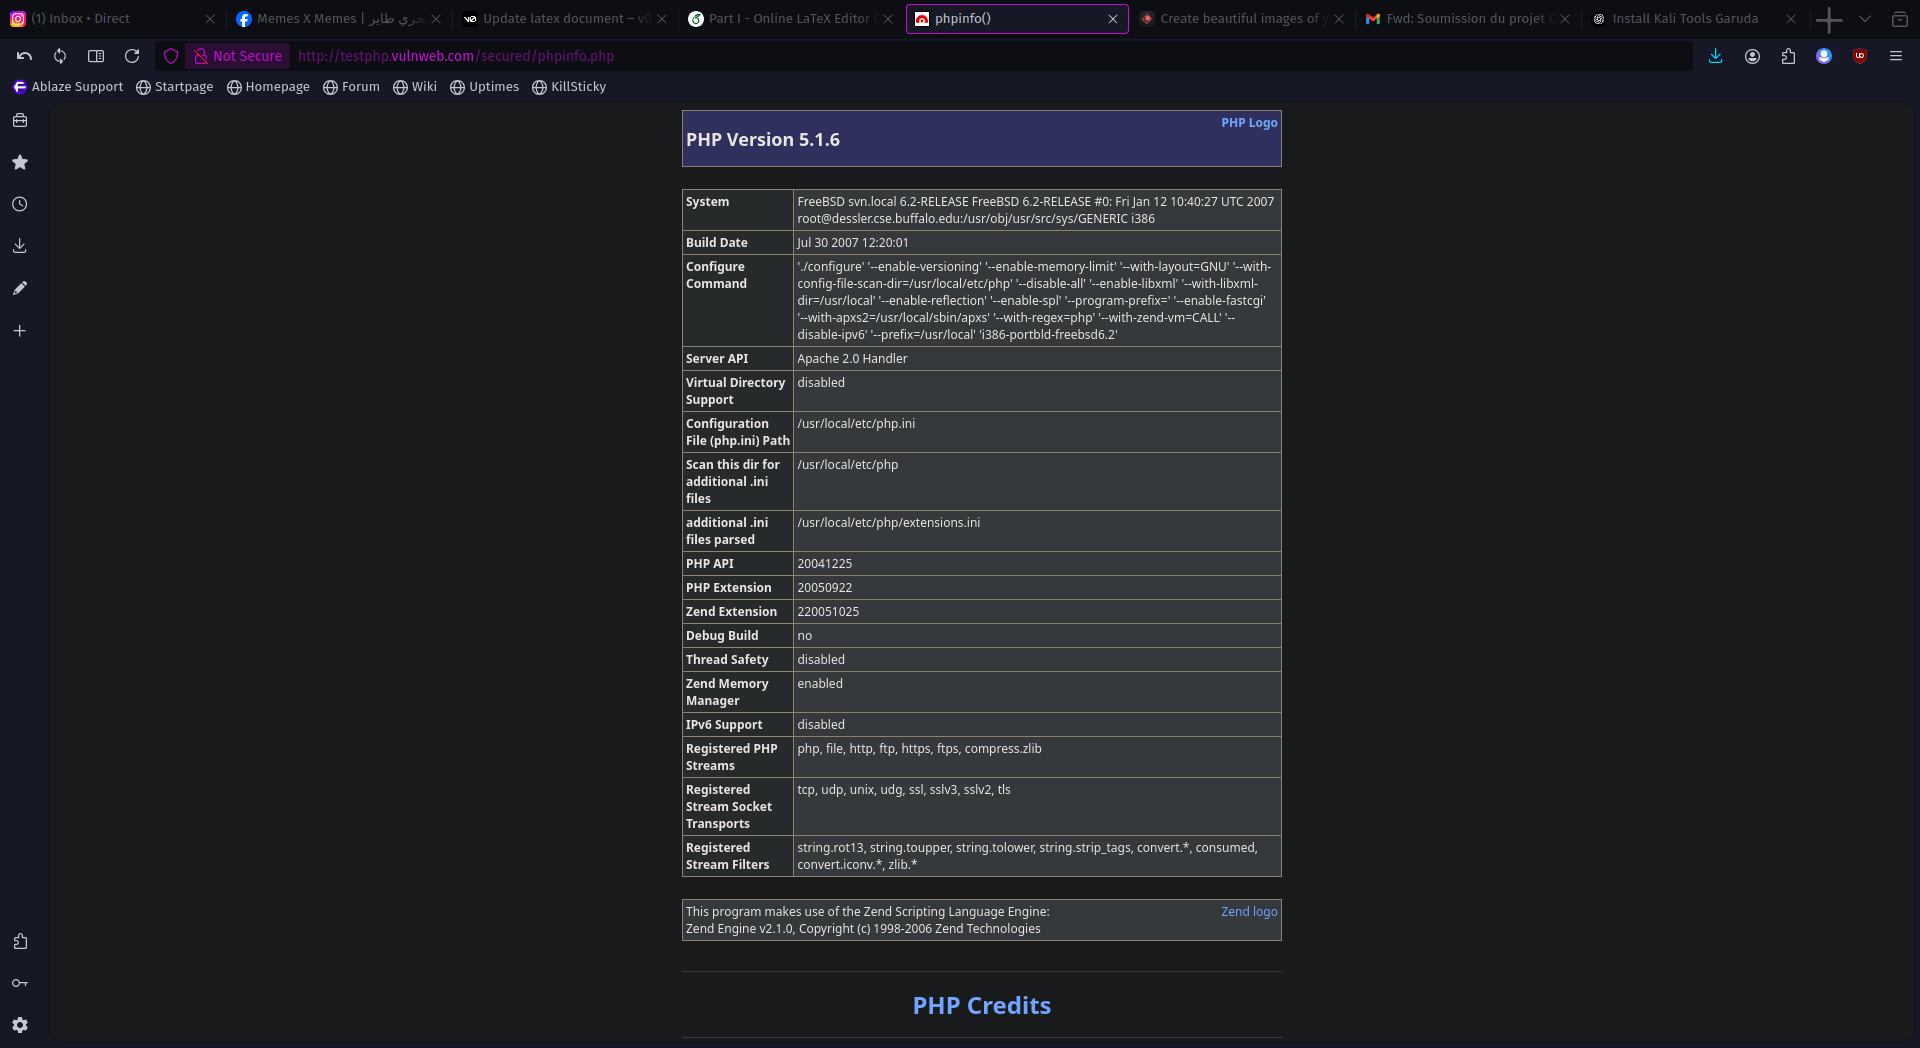 (1) Inbox • Direct
Memes X Memes | جري طاير
Update latex document – v0
Part I - Online LaTeX Editor
phpinfo()
Create beautiful images of y
Fwd: Soumission du projet
Install Kali Tools Garuda
Not Secure
http://testphp.vulnweb.com/secured/phpinfo.php
Ablaze Support
Startpage
Homepage
Forum
Wiki
Uptimes
KillSticky
PHP Logo
PHP Version 5.1.6
System
FreeBSD svn.local 6.2-RELEASE FreeBSD 6.2-RELEASE #0: Fri Jan 12 10:40:27 UTC 2007
root@dessler.cse.buffalo.edu:/usr/obj/usr/src/sys/GENERIC i386
Build Date
Jul 30 2007 12:20:01
Configure
Command
'./configure' '--enable-versioning' '--enable-memory-limit' '--with-layout=GNU' '--with-
config-file-scan-dir=/usr/local/etc/php' '--disable-all' '--enable-libxml' '--with-libxml-
dir=/usr/local' '--enable-reflection' '--enable-spl' '--program-prefix=' '--enable-fastcgi'
'--with-apxs2=/usr/local/sbin/apxs' '--with-regex=php' '--with-zend-vm=CALL' '--
disable-ipv6' '--prefix=/usr/local' 'i386-portbld-freebsd6.2'
Server API
Apache 2.0 Handler
Virtual Directory
Support
disabled
Configuration
File (php.ini) Path
/usr/local/etc/php.ini
Scan this dir for
additional .ini
files
/usr/local/etc/php
additional .ini
files parsed
/usr/local/etc/php/extensions.ini
PHP API
20041225
PHP Extension
20050922
Zend Extension
220051025
Debug Build
no
Thread Safety
disabled
Zend Memory
Manager
enabled
IPv6 Support
disabled
Registered PHP
Streams
php, file, http, ftp, https, ftps, compress.zlib
Registered
Stream Socket
Transports
tcp, udp, unix, udg, ssl, sslv3, sslv2, tls
Registered
Stream Filters
string.rot13, string.toupper, string.tolower, string.strip_tags, convert.*, consumed,
convert.iconv.*, zlib.*
This program makes use of the Zend Scripting Language Engine:
Zend Engine v2.1.0, Copyright (c) 1998-2006 Zend Technologies
Zend logo
PHP Credits